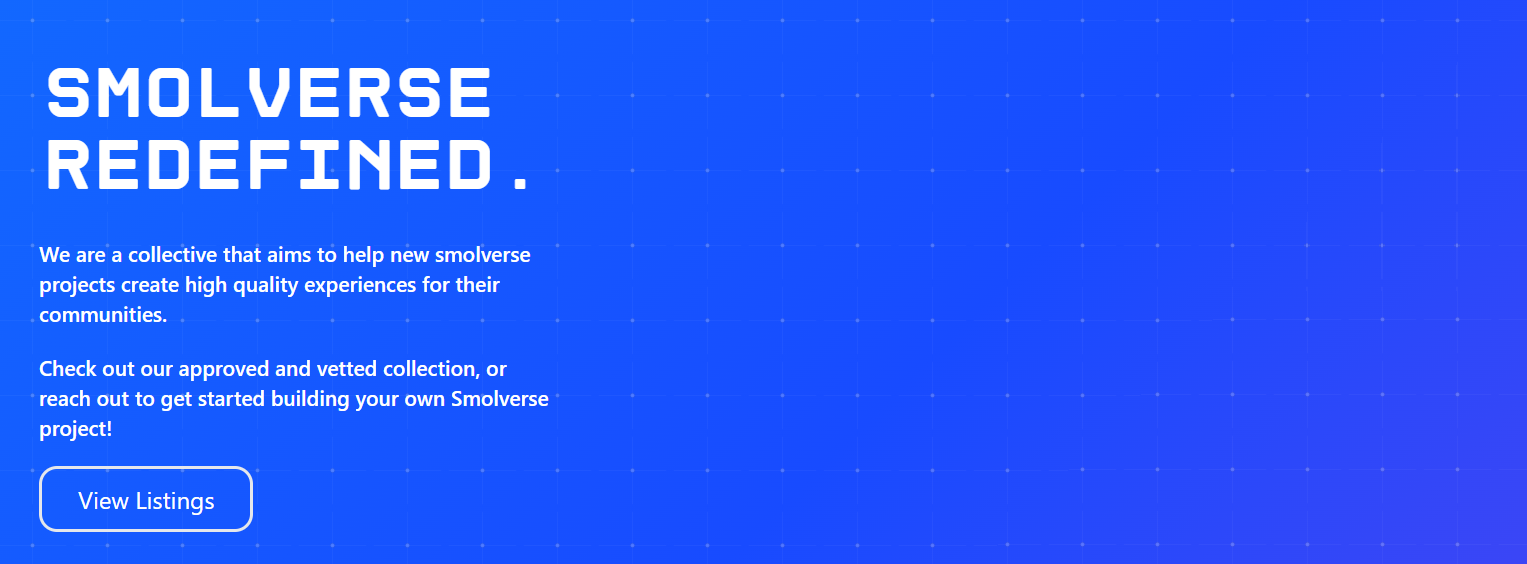 SMOLVERSE
REDEFINED.
We are a collective that aims to help new smolverse
projects create high quality experiences for their
communities.
Check out our approved and vetted collection, or
reach out to get started building your own Smolverse
project!
View Listings